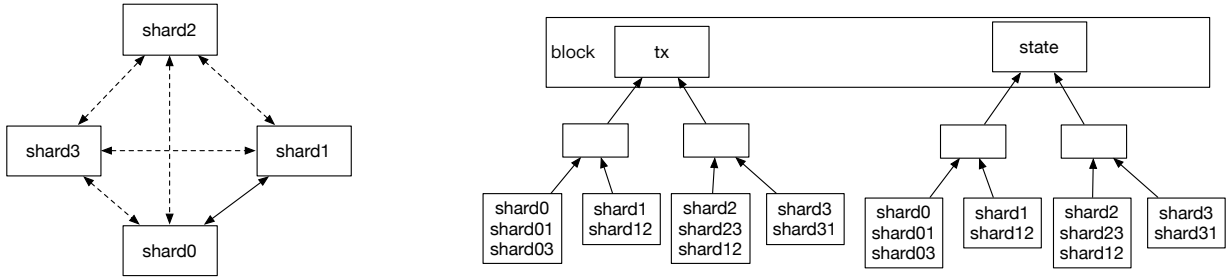 shard2
shard3
shard1
shard0
block
tx
state
shard0
shard01
shard03
shard1
shard12
shard2
shard23
shard12
shard3
shard31
shard0
shard01
shard03
shard1
shard12
shard2
shard23
shard12
shard3
shard31